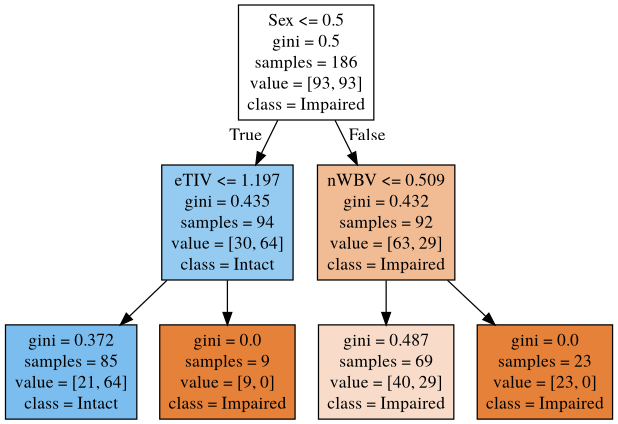 Sex <= 0.5
gini = 0.5
samples = 186
value = [93, 93]
class = Impaired
True
False
eTIV <= 1.197
gini = 0.435
samples = 94
value = [30, 64]
class = Intact
nWBV <= 0.509
gini = 0.432
samples = 92
value = [63, 29]
class = Impaired
gini = 0.372
samples = 85
value = [21, 64]
class = Intact
gini = 0.0
samples = 9
value = [9, 0]
class = Impaired
gini = 0.487
samples = 69
value = [40, 29]
class = Impaired
gini = 0.0
samples = 23
value = [23, 0]
class = Impaired